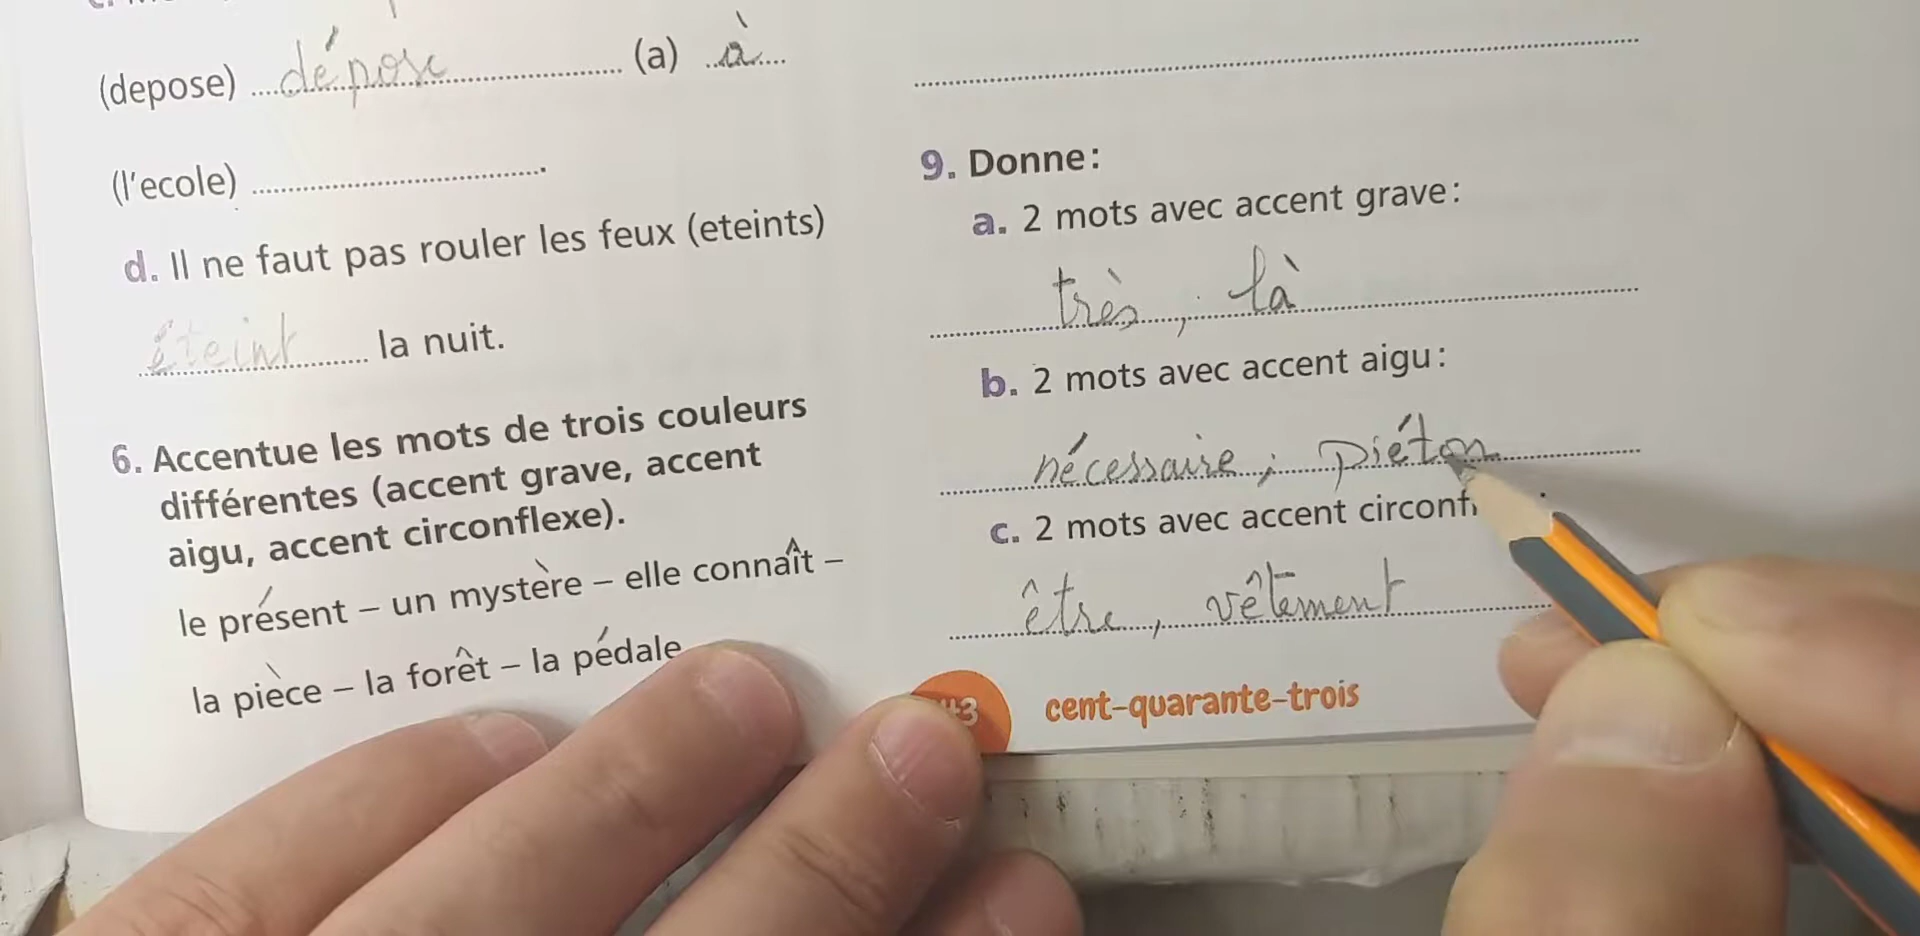 (depose) dépose (a) à
(l'ecole)
d. Il ne faut pas rouler les feux (eteints)
éteint la nuit.
6. Accentue les mots de trois couleurs
différentes (accent grave, accent
aigu, accent circonflexe).
le présent – un mystère – elle connaît –
la pièce – la forêt – la pédale
9. Donne :
a. 2 mots avec accent grave :
très, là
b. 2 mots avec accent aigu :
nécessaire, piéton
c. 2 mots avec accent
être, vêtement
cent-quarante-trois